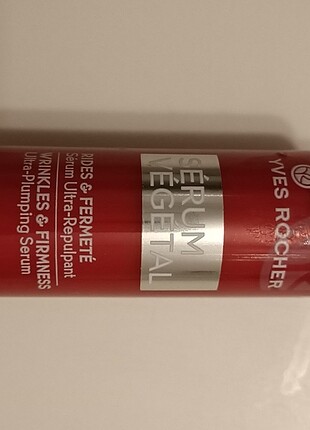 YVES ROCHER
SÉRUM
VÉGÉTAL
RIDES & FERMETÉ
Sérum Ultra-Repulpant
WRINKLES & FIRMNESS
Ultra-Plumping Serum